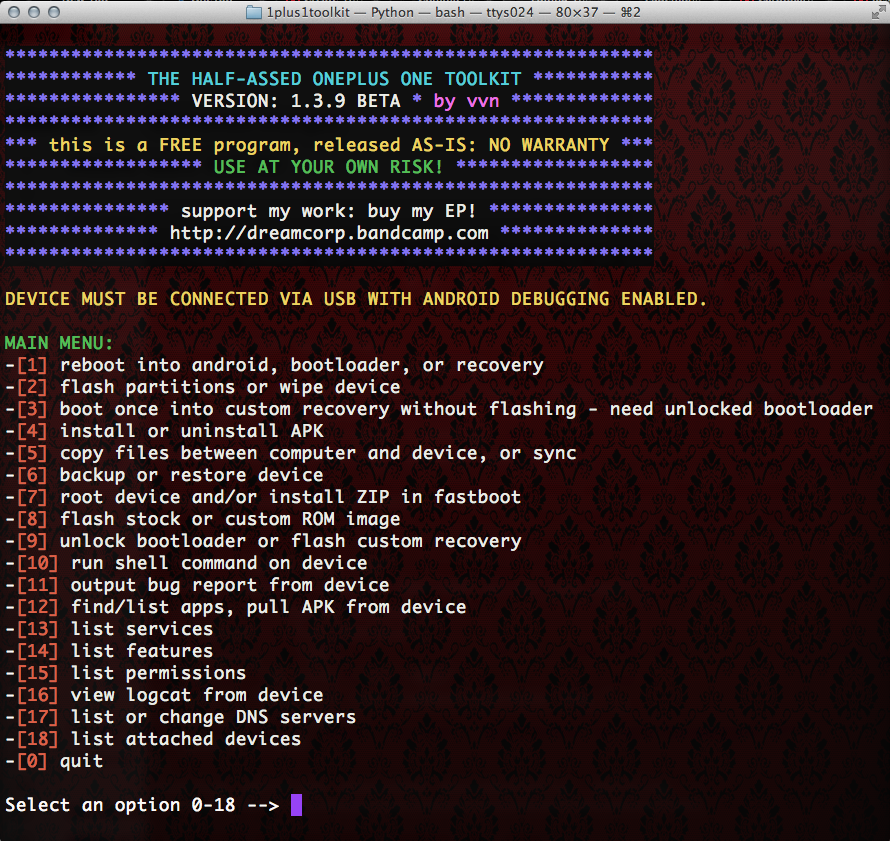 1plus1toolkit — Python — bash — ttys024 — 80×37 — ⌘2
***********************************************************
************ THE HALF-ASSED ONEPLUS ONE TOOLKIT ***********
**************** VERSION: 1.3.9 BETA * by vvn *************
***********************************************************
*** this is a FREE program, released AS-IS: NO WARRANTY ***
****************** USE AT YOUR OWN RISK! ******************
***********************************************************
*************** support my work: buy my EP! ***************
************** http://dreamcorp.bandcamp.com **************
***********************************************************
DEVICE MUST BE CONNECTED VIA USB WITH ANDROID DEBUGGING ENABLED.
MAIN MENU:
-[1] reboot into android, bootloader, or recovery
-[2] flash partitions or wipe device
-[3] boot once into custom recovery without flashing - need unlocked bootloader
-[4] install or uninstall APK
-[5] copy files between computer and device, or sync
-[6] backup or restore device
-[7] root device and/or install ZIP in fastboot
-[8] flash stock or custom ROM image
-[9] unlock bootloader or flash custom recovery
-[10] run shell command on device
-[11] output bug report from device
-[12] find/list apps, pull APK from device
-[13] list services
-[14] list features
-[15] list permissions
-[16] view logcat from device
-[17] list or change DNS servers
-[18] list attached devices
-[0] quit
Select an option 0-18 -->